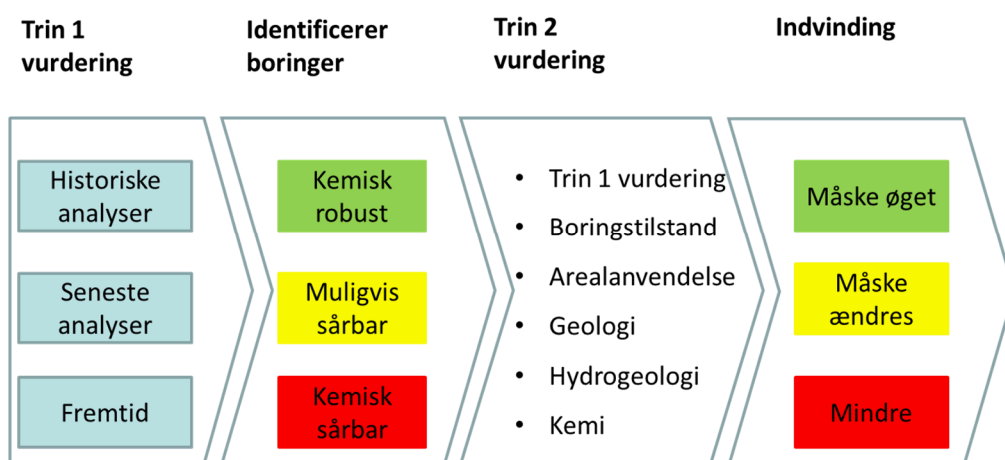 Trin 1
vurdering
Identificerer
boringer
Trin 2
vurdering
Indvinding
Historiske
analyser
Seneste
analyser
Fremtid
Kemisk
robust
Muligvis
sårbar
Kemisk
sårbar
• Trin 1 vurdering
• Boringstilstand
• Arealanvendelse
• Geologi
• Hydrogeologi
• Kemi
Måske øget
Måske
ændres
Mindre